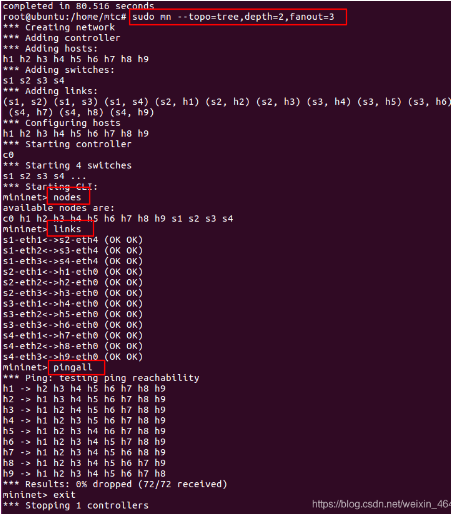 completed in 80.516 seconds
root@ubuntu:/home/mtc# sudo mn --topo=tree,depth=2,fanout=3
*** Creating network
*** Adding controller
*** Adding hosts:
h1 h2 h3 h4 h5 h6 h7 h8 h9
*** Adding switches:
s1 s2 s3 s4
*** Adding links:
(s1, s2) (s1, s3) (s1, s4) (s2, h1) (s2, h2) (s2, h3) (s3, h4) (s3, h5) (s3, h6)
(s4, h7) (s4, h8) (s4, h9)
*** Configuring hosts
h1 h2 h3 h4 h5 h6 h7 h8 h9
*** Starting controller
c0
*** Starting 4 switches
s1 s2 s3 s4 ...
*** Starting CLI:
mininet> nodes
available nodes are:
c0 h1 h2 h3 h4 h5 h6 h7 h8 h9 s1 s2 s3 s4
mininet> links
s1-eth1<->s2-eth4 (OK OK)
s1-eth2<->s3-eth4 (OK OK)
s1-eth3<->s4-eth4 (OK OK)
s2-eth1<->h1-eth0 (OK OK)
s2-eth2<->h2-eth0 (OK OK)
s2-eth3<->h3-eth0 (OK OK)
s3-eth1<->h4-eth0 (OK OK)
s3-eth2<->h5-eth0 (OK OK)
s3-eth3<->h6-eth0 (OK OK)
s4-eth1<->h7-eth0 (OK OK)
s4-eth2<->h8-eth0 (OK OK)
s4-eth3<->h9-eth0 (OK OK)
mininet> pingall
*** Ping: testing ping reachability
h1 -> h2 h3 h4 h5 h6 h7 h8 h9
h2 -> h1 h3 h4 h5 h6 h7 h8 h9
h3 -> h1 h2 h4 h5 h6 h7 h8 h9
h4 -> h1 h2 h3 h5 h6 h7 h8 h9
h5 -> h1 h2 h3 h4 h6 h7 h8 h9
h6 -> h1 h2 h3 h4 h5 h7 h8 h9
h7 -> h1 h2 h3 h4 h5 h6 h8 h9
h8 -> h1 h2 h3 h4 h5 h6 h7 h9
h9 -> h1 h2 h3 h4 h5 h6 h7 h8
*** Results: 0% dropped (72/72 received)
mininet> exit
*** Stopping 1 controllers
https://blog.csdn.net/weixin_464